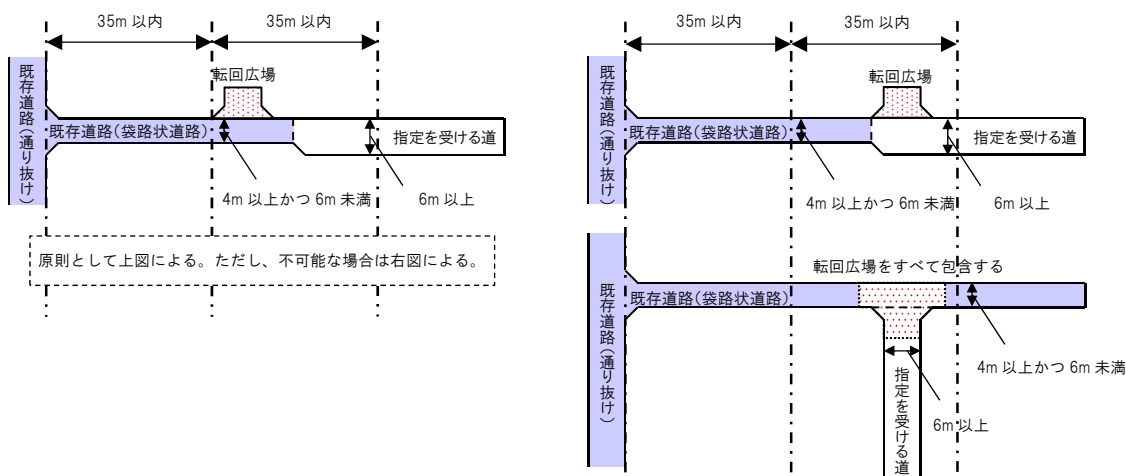 35m 以内
35m 以内
転回広場
既存道路(通り抜け)
既存道路(袋路状道路)
指定を受ける道
4m 以上かつ 6m 未満
6m 以上
原則として上図による。ただし、不可能な場合は右図による。
35m 以内
35m 以内
転回広場
既存道路(通り抜け)
既存道路(袋路状道路)
指定を受ける道
4m 以上かつ 6m 未満
6m 以上
転回広場をすべて包含する
既存道路(通り抜け)
既存道路(袋路状道路)
4m 以上かつ 6m 未満
指定を受ける道
6m 以上